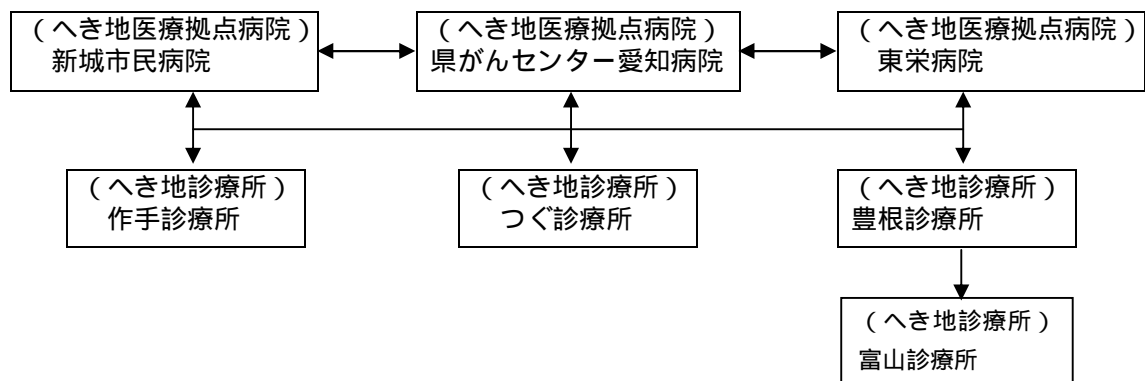 （へき地医療拠点病院）
新城市民病院
（へき地医療拠点病院）
県がんセンター愛知病院
（へき地医療拠点病院）
東栄病院
（へき地診療所）
作手診療所
（へき地診療所）
つぐ診療所
（へき地診療所）
豊根診療所
（へき地診療所）
富山診療所